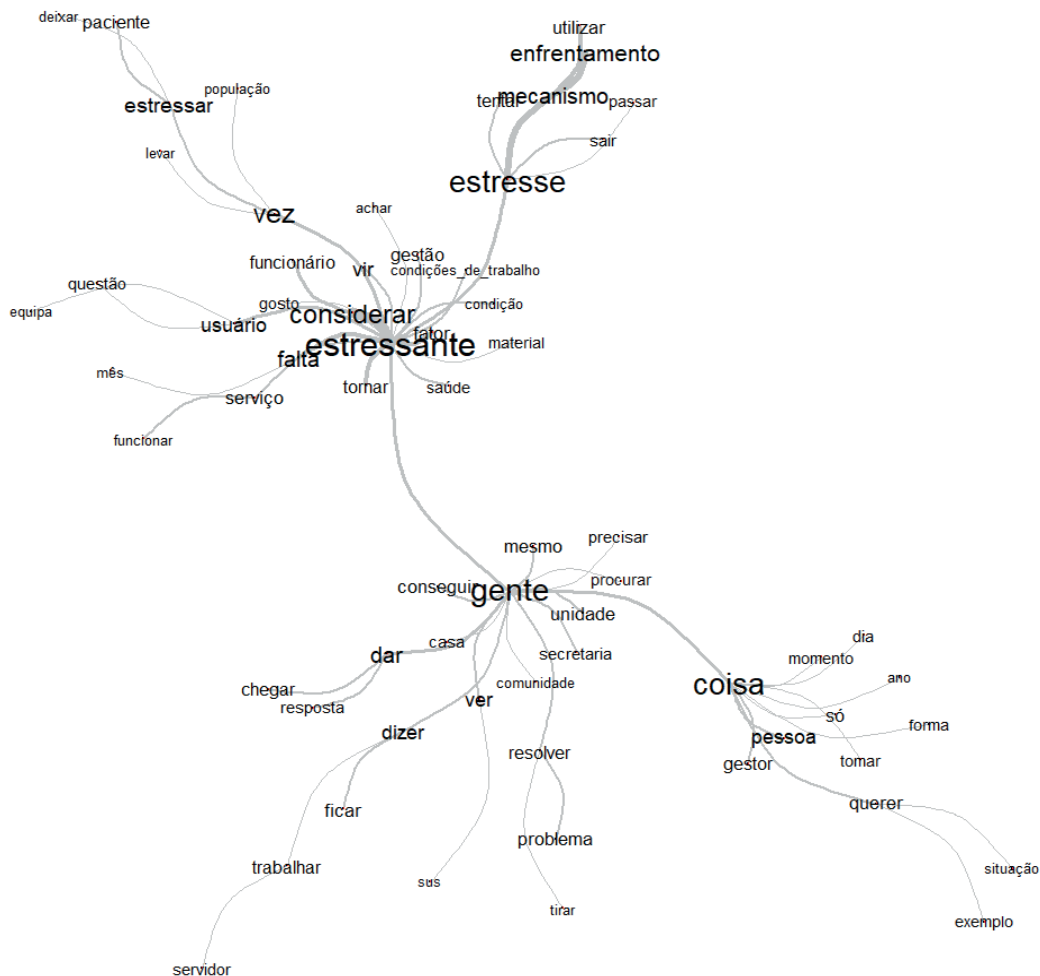 deixar
paciente
utilizar
enfrentamento
estressar
população
mecanismo
tentar
passar
levar
sair
estresse
vez
achar
funcionário
vir
gestão
condições_de_trabalho
questão
gosto
condição
equipa
usuário
considerar
fator
estressante
material
falta
mês
tornar
saúde
serviço
funcionar
mesmo
precisar
conseguir
gente
procurar
unidade
casa
dar
secretaria
dia
momento
chegar
comunidade
coisa
ano
resposta
ver
só
dizer
pessoa
forma
resolver
gestor
tomar
ficar
querer
problema
trabalhar
sus
situação
tirar
exemplo
servidor